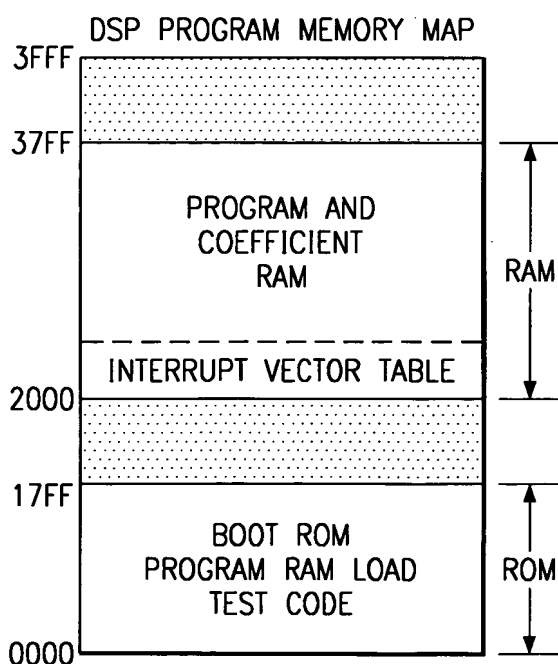 DSP PROGRAM MEMORY MAP
3FFF
37FF
PROGRAM AND
COEFFICIENT
RAM
RAM
INTERRUPT VECTOR TABLE
2000
17FF
BOOT ROM
PROGRAM RAM LOAD
TEST CODE
ROM
0000